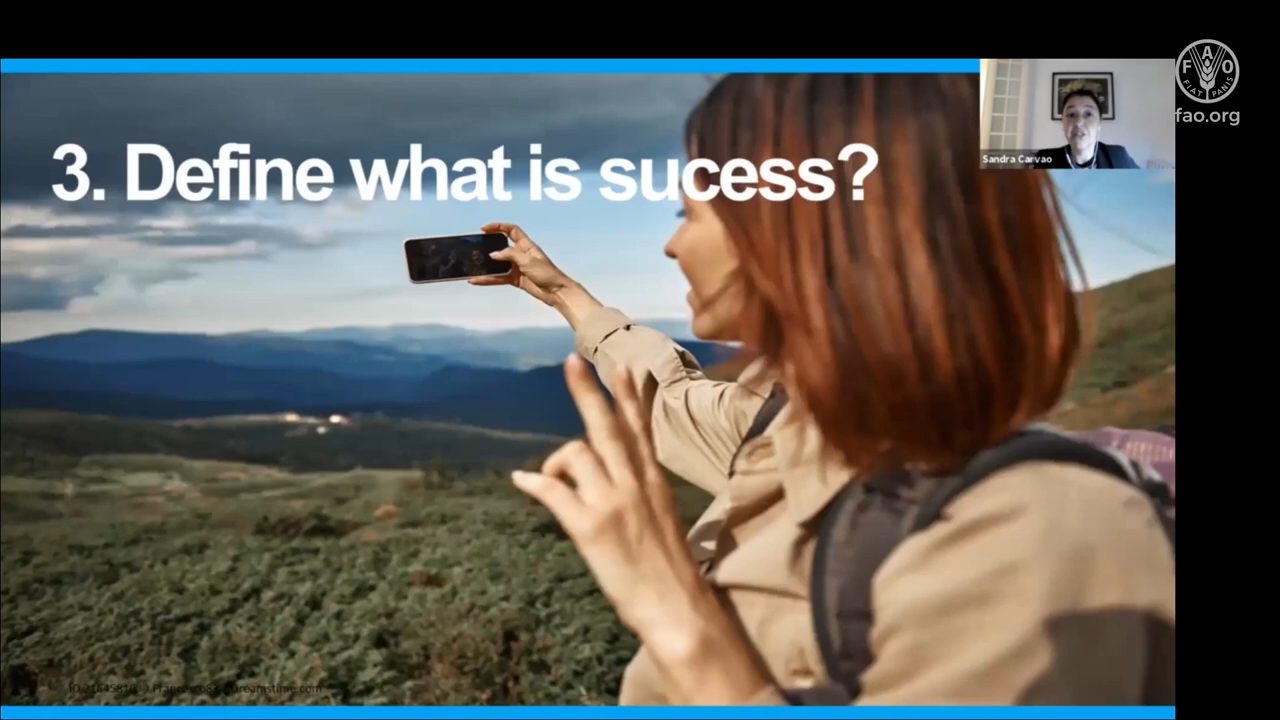 3. Define what is sucess?
Sandra Carvao
F A O
FIAT PANIS
fao.org